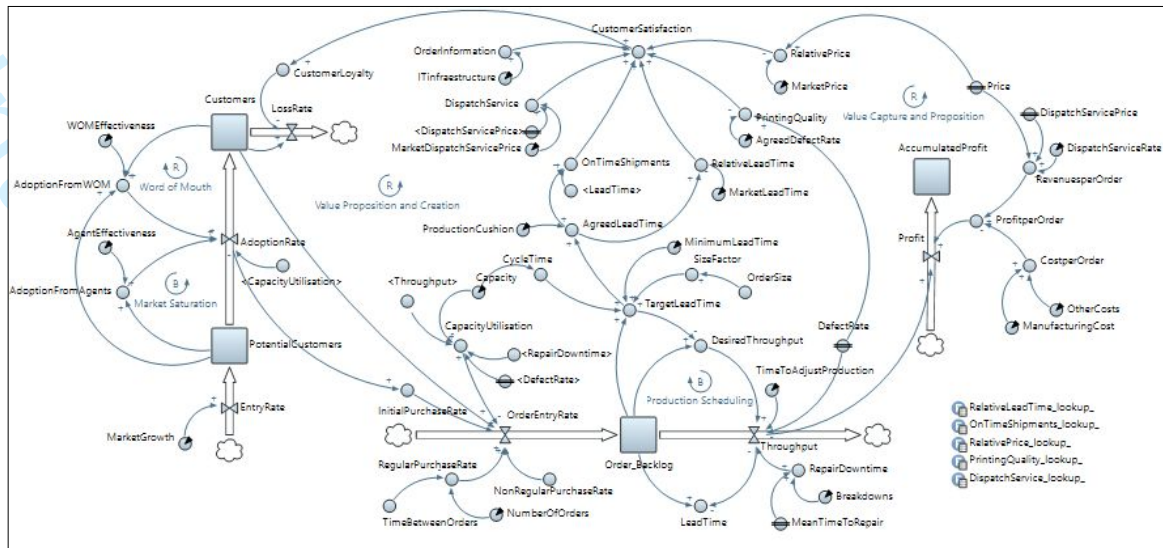 CustomerSatisfaction
OrderInformation
RelativePrice
CustomerLoyalty
ITinfraestructure
MarketPrice
Price
Customers
LossRate
DispatchService
R
Value Capture and Proposition
DispatchServicePrice
WOMEffectiveness
<DispatchServicePrice>
PrintingQuality
MarketDispatchServicePrice
AgreedDefectRate
AccumulatedProfit
DispatchServiceRate
R
Word of Mouth
OnTimeShipments
RelativeLeadTime
RevenuesperOrder
AdoptionFromWOM
R
Value Proposition and Creation
<LeadTime>
MarketLeadTime
ProductionCushion
AgreedLeadTime
ProfitperOrder
AgentEffectiveness
AdoptionRate
Profit
MinimumLeadTime
CycleTime
SizeFactor
CostperOrder
<CapacityUtilisation>
<Throughput>
Capacity
OrderSize
AdoptionFromAgents
B
Market Saturation
TargetLeadTime
OtherCosts
CapacityUtilisation
DefectRate
ManufacturingCost
PotentialCustomers
<RepairDowntime>
DesiredThroughput
<DefectRate>
B
Production Scheduling
TimeToAdjustProduction
EntryRate
InitialPurchaseRate
OrderEntryRate
RelativeLeadTime_lookup_
MarketGrowth
Throughput
OnTimeShipments_lookup_
RegularPurchaseRate
Order_Backlog
RelativePrice_lookup_
RepairDowntime
PrintingQuality_lookup_
NonRegularPurchaseRate
DispatchService_lookup_
Breakdowns
TimeBetweenOrders
NumberOfOrders
LeadTime
MeanTimeToRepair